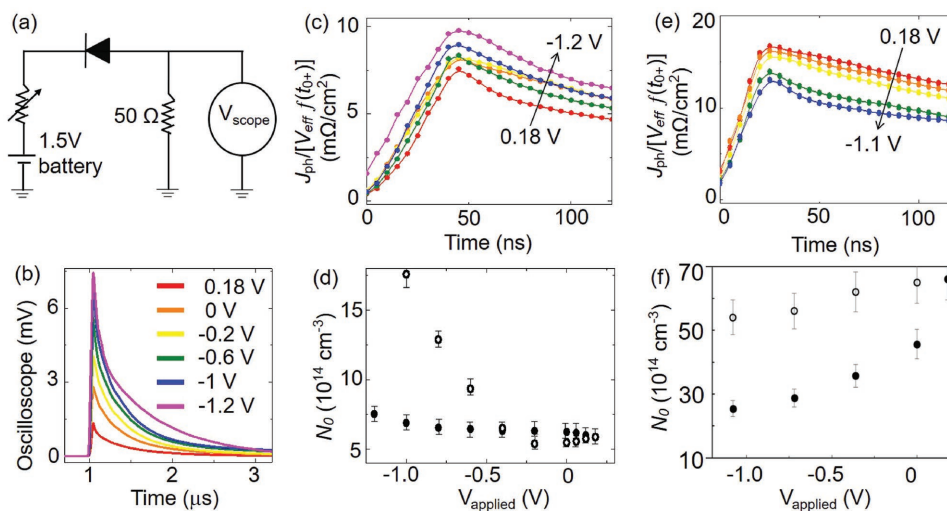 (a)
50 Ω
V_scope
1.5V
battery
(b)
Oscilloscope
mV
6
3
0
0.18 V
0 V
-0.2 V
-0.6 V
-1 V
-1.2 V
1
2
3
Time (μs)
(c)
J_ph/[V_eff f(t_0+)]
(mΩ/cm²)
10
5
0
-1.2 V
0.18 V
0
50
100
Time (ns)
(d)
N_0 (10^14 cm^-3)
15
10
5
-1.0
-0.5
0
V_applied (V)
(e)
J_ph/[V_eff f(t_0+)]
(mΩ/cm²)
20
10
0
0.18 V
-1.1 V
0
50
100
Time (ns)
(f)
N_0 (10^14 cm^-3)
70
50
30
10
-1.0
-0.5
0
V_applied (V)